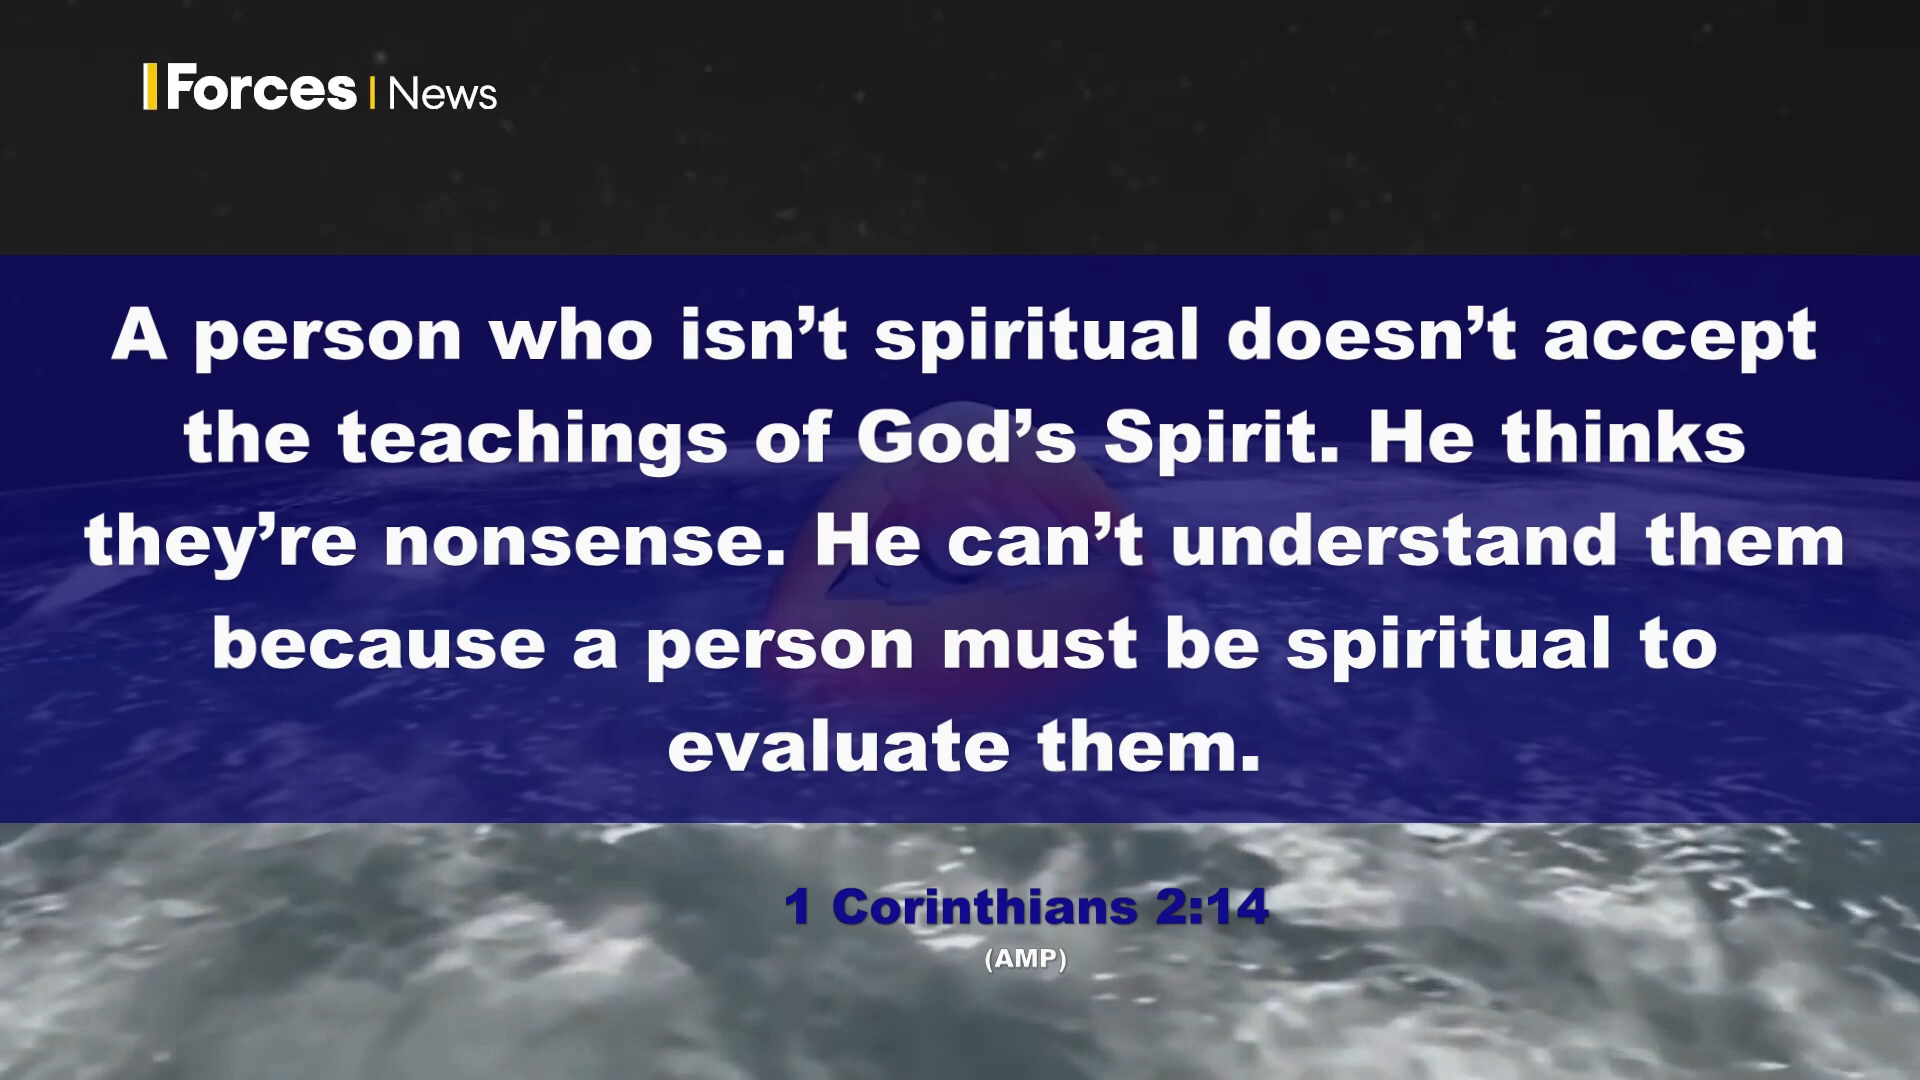 Forces | News
A person who isn’t spiritual doesn’t accept
the teachings of God’s Spirit. He thinks
they’re nonsense. He can’t understand them
because a person must be spiritual to
evaluate them.
1 Corinthians 2:14
(AMP)